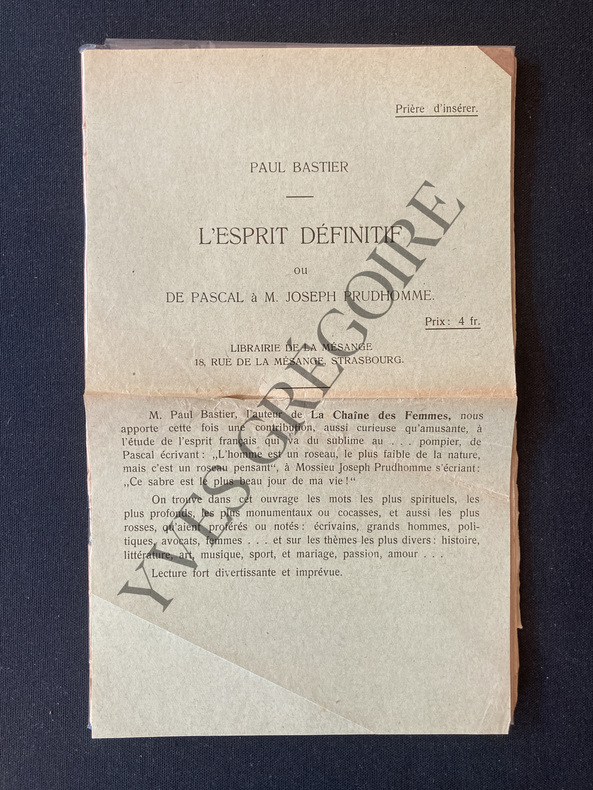 Prière d'insérer.
PAUL BASTIER
L'ESPRIT DÉFINITIF
ou
DE PASCAL à M. JOSEPH PRUDHOMME.
Prix: 4 fr.
LIBRAIRIE DE LA MÉSANGE
18, RUE DE LA MÉSANGE, STRASBOURG.
M. Paul Bastier, l'auteur de La Chaîne des Femmes, nous
apporte cette fois une contribution, aussi curieuse qu'amusante, à
l'étude de l'esprit français qui va du sublime au . . . pompier, de
Pascal écrivant: „L'homme est un roseau, le plus faible de la nature,
mais c'est un roseau pensant", à Mossieu Joseph Prudhomme s'écriant:
„Ce sabre est le plus beau jour de ma vie!"
On trouve dans cet ouvrage les mots les plus spirituels, les
plus profonds, les plus monumentaux ou cocasses, et aussi les plus
rosses, qu'aient proférés ou notés: écrivains, grands hommes, poli-
tiques, avocats, femmes . . . et sur les thèmes les plus divers: histoire,
littérature, art, musique, sport, et mariage, passion, amour . . .
Lecture fort divertissante et imprévue.
YVES GRÉGOIRE